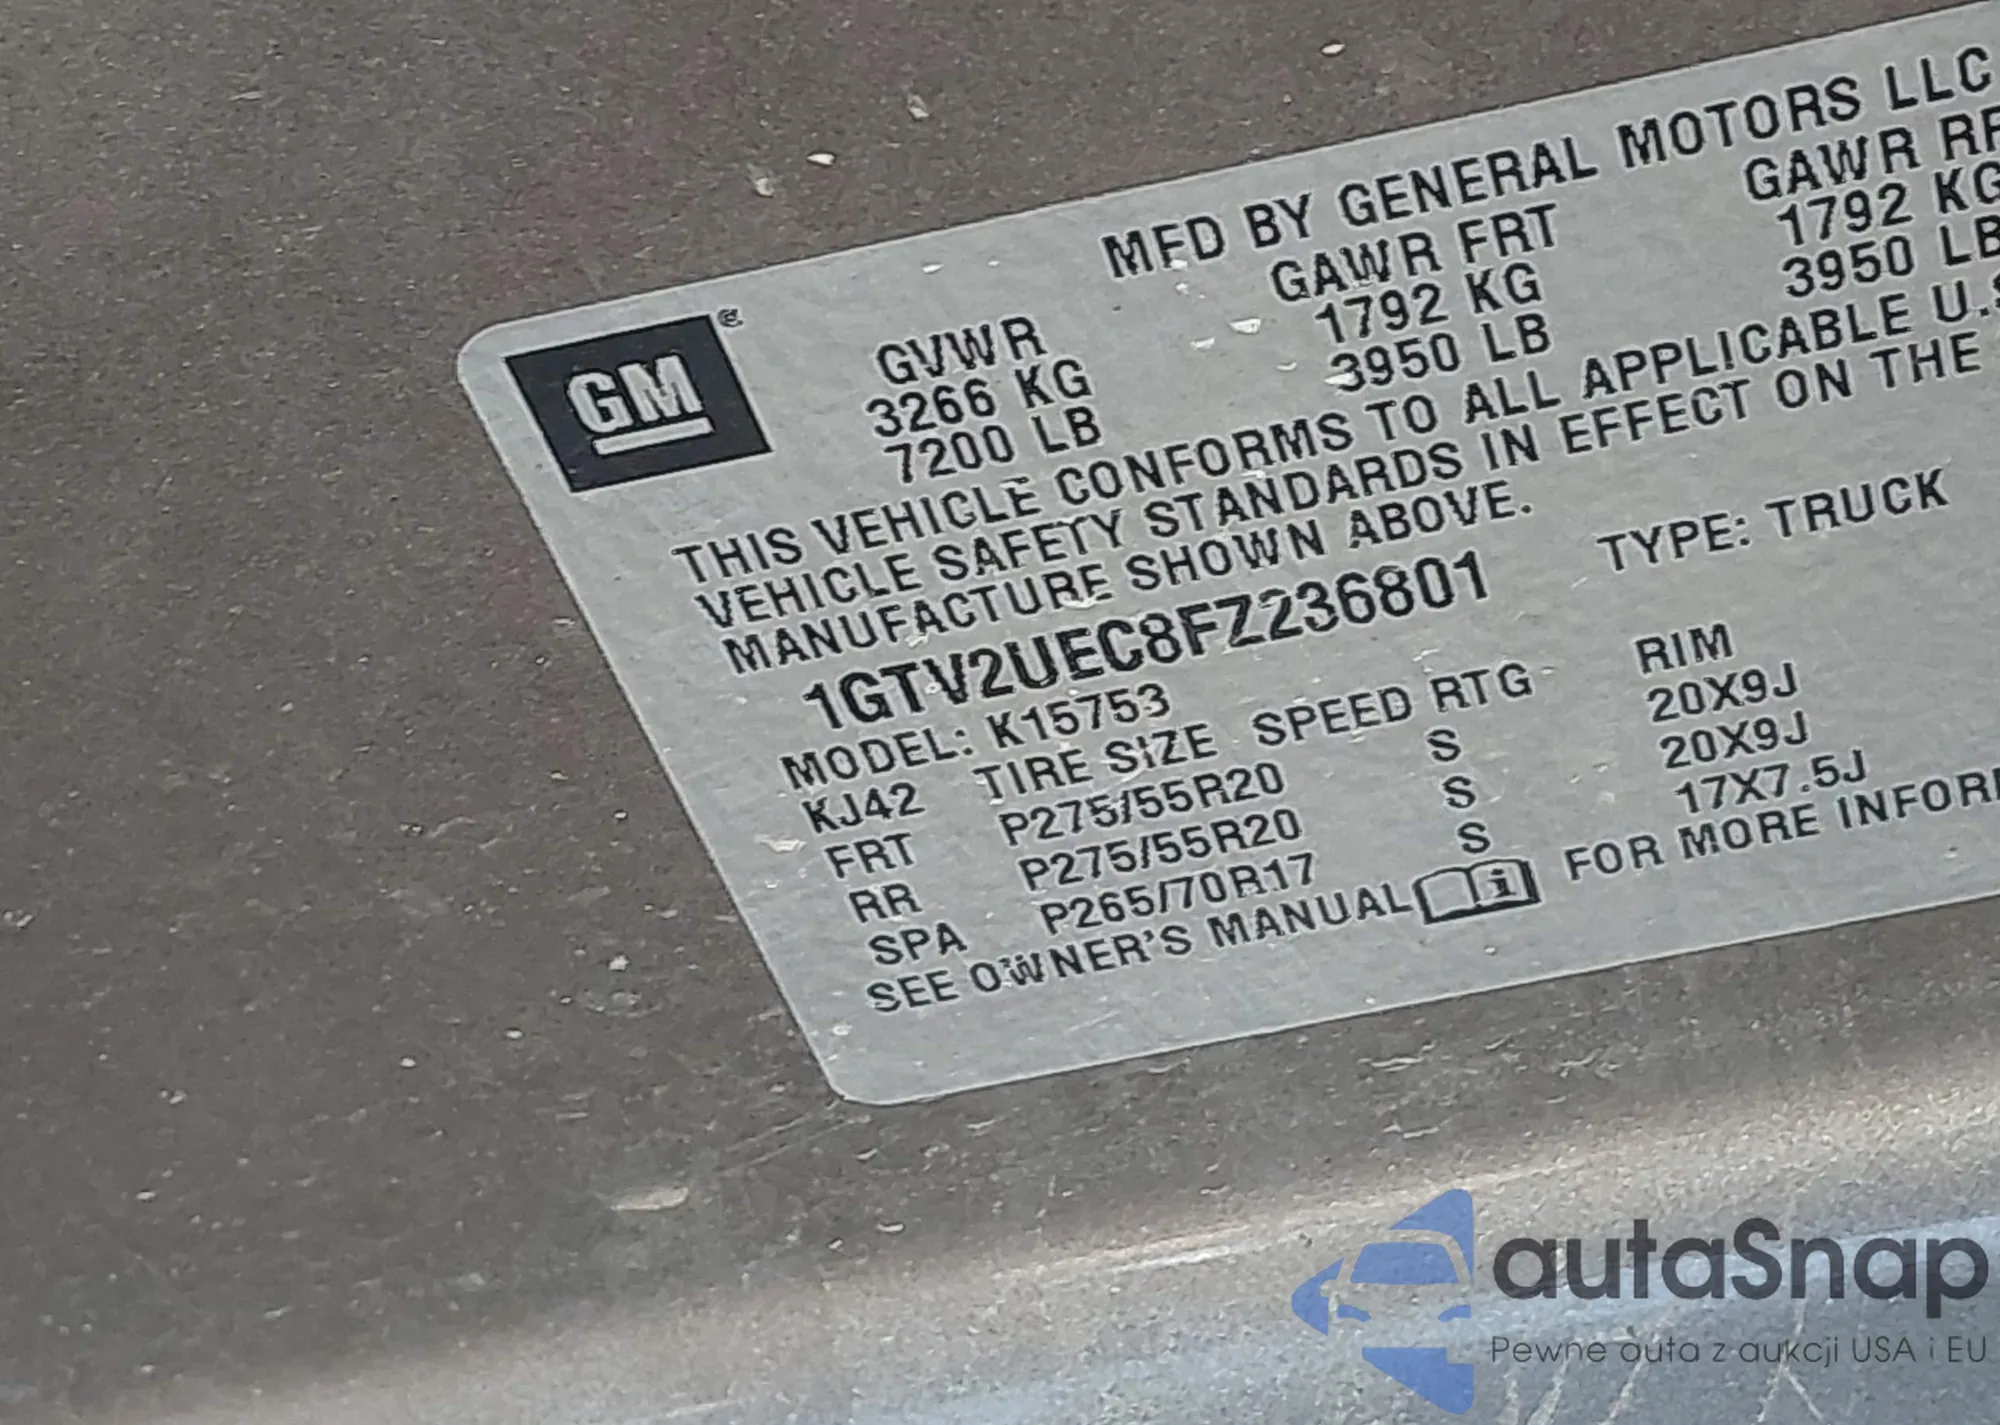 MFD BY GENERAL MOTORS LLC
GM
GVWR GAWR FRT GAWR RR
3266 KG 1792 KG 1792 KG
7200 LB 3950 LB 3950 LB
THIS VEHICLE CONFORMS TO ALL APPLICABLE U.S
VEHICLE SAFETY STANDARDS IN EFFECT ON THE
MANUFACTURE SHOWN ABOVE.
1GTV2UEC8FZ236801 TYPE: TRUCK
MODEL: K15753
KJ42 TIRE SIZE SPEED RTG RIM
FRT P275/55R20 S 20X9J
RR P275/55R20 S 20X9J
SPA P265/70R17 S 17X7.5J
SEE OWNER'S MANUAL FOR MORE INFOR
autaSnap
Pewne auta z aukcji USA i EU